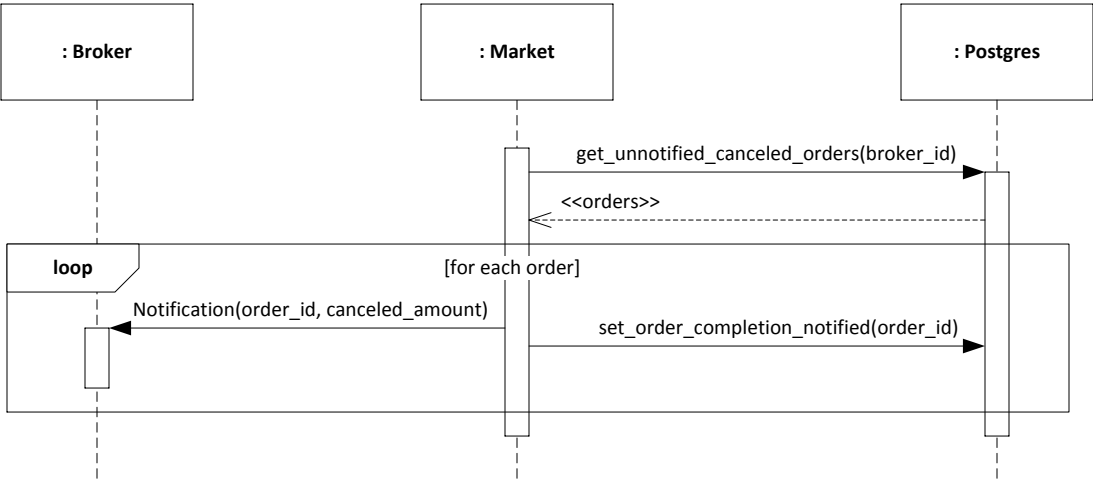 : Broker
: Market
: Postgres
get_unnotified_canceled_orders(broker_id)
<<orders>>
loop
[for each order]
Notification(order_id, canceled_amount)
set_order_completion_notified(order_id)